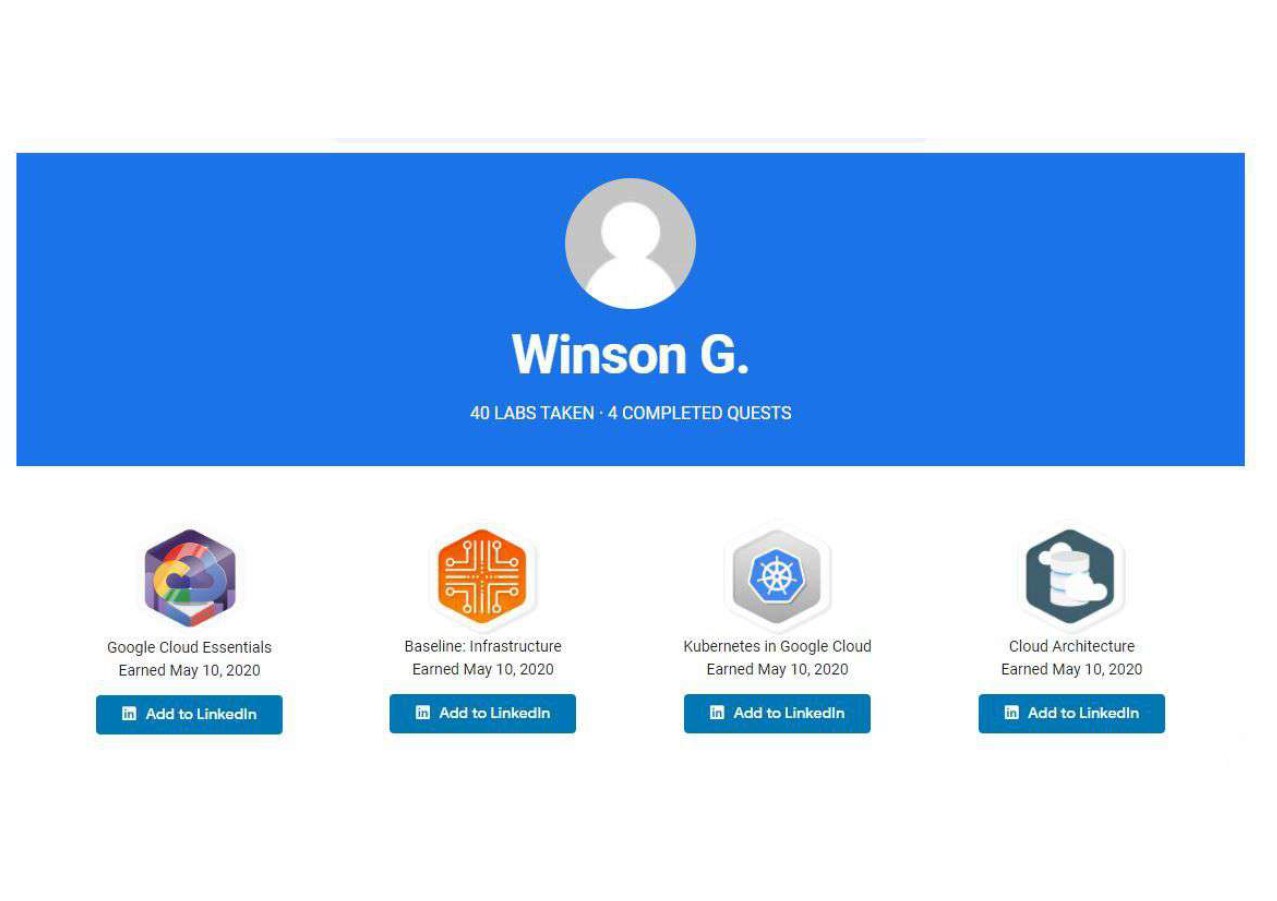 Winson G.
40 LABS TAKEN · 4 COMPLETED QUESTS
Google Cloud Essentials
Earned May 10, 2020
Add to LinkedIn
Baseline: Infrastructure
Earned May 10, 2020
Add to LinkedIn
Kubernetes in Google Cloud
Earned May 10, 2020
Add to LinkedIn
Cloud Architecture
Earned May 10, 2020
Add to LinkedIn